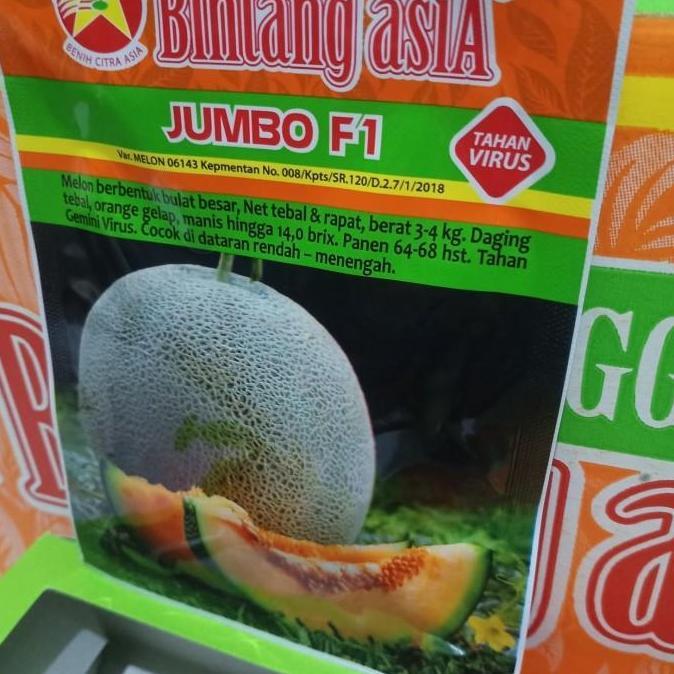 BENIH CITRA ASIA
Bintang asiA
JUMBO F1
TAHAN
VIRUS
Var. MELON 06143 Kepmentan No. 008/Kpts/SR.120/D.2.7/1/2018
Melon berbentuk bulat besar, Net tebal & rapat, berat 3-4 kg. Daging
tebal, orange gelap, manis hingga 14,0 brix. Panen 64-68 hst. Tahan
Gemini Virus. Cocok di dataran rendah – menengah.